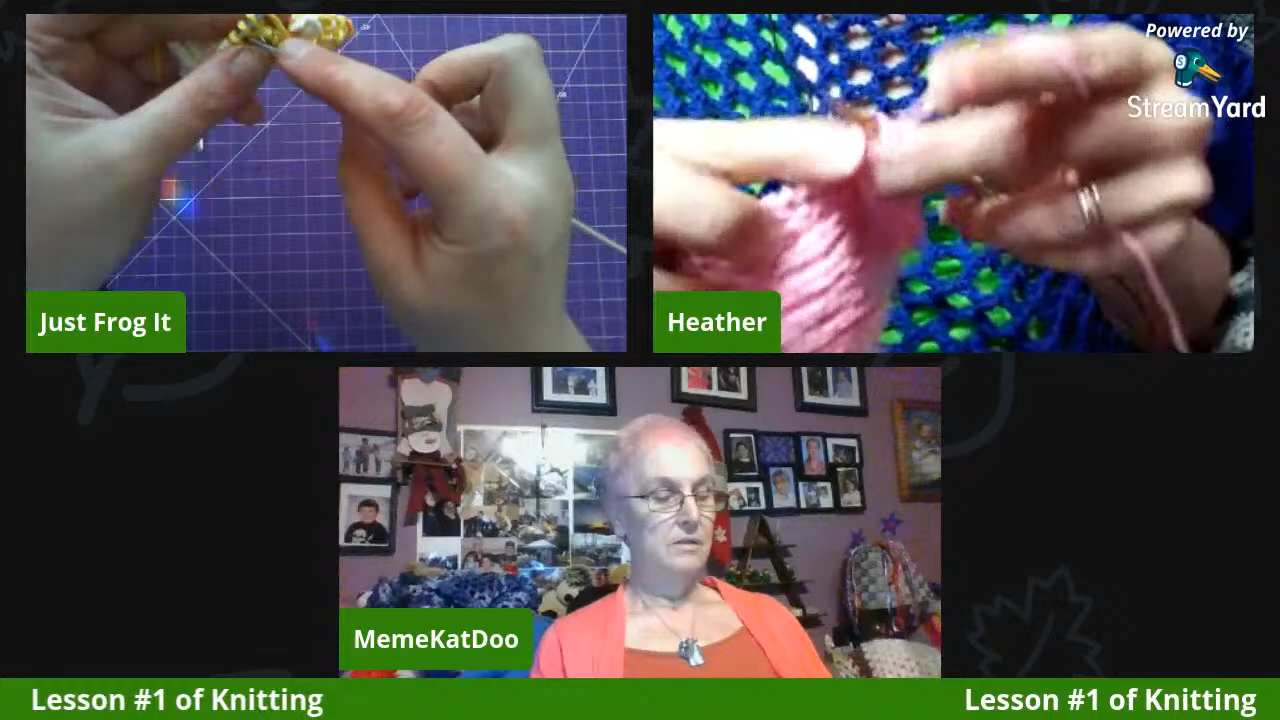 Powered by
StreamYard
Just Frog It
Heather
MemeKatDoo
Lesson #1 of Knitting
Lesson #1 of Knitting